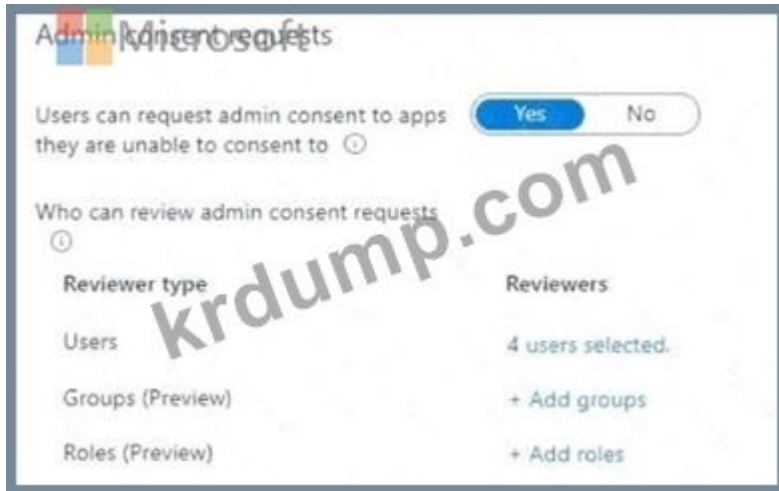 Admin consent requests
Microsoft
Users can request admin consent to apps
they are unable to consent to
Yes No
Who can review admin consent requests
krdump.com
Reviewer type Reviewers
Users 4 users selected.
Groups (Preview) + Add groups
Roles (Preview) + Add roles